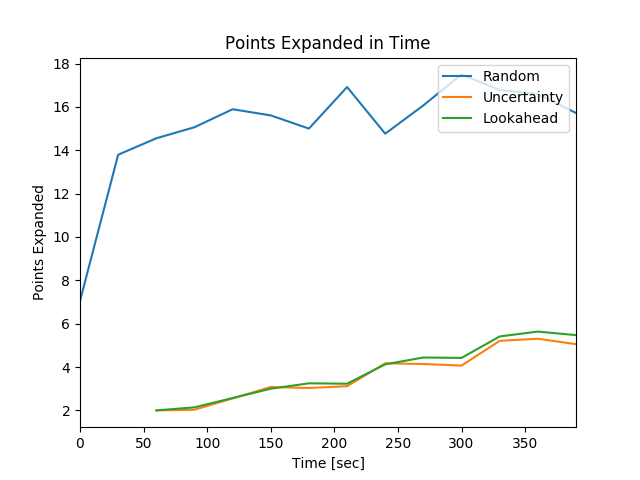 Points Expanded in Time
Points Expanded
18
16
14
12
10
8
6
4
2
Random
Uncertainty
Lookahead
0
50
100
150
200
250
300
350
Time [sec]